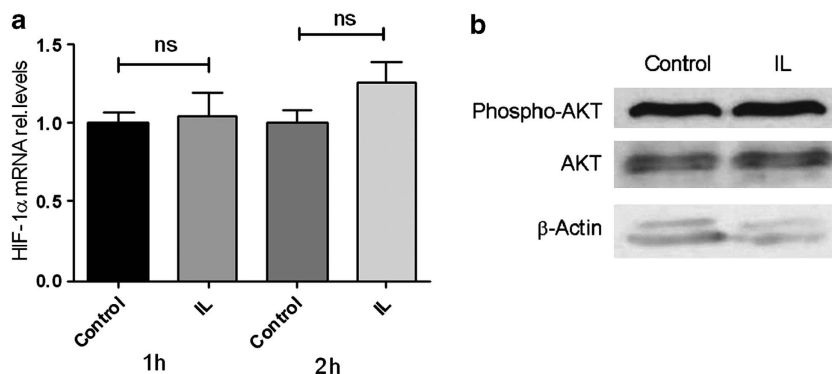 a
HIF-1α mRNA rel.levels
1.5
1.0
0.5
0.0
ns
ns
Control
IL
Control
IL
1h
2h
b
Control IL
Phospho-AKT
AKT
β-Actin